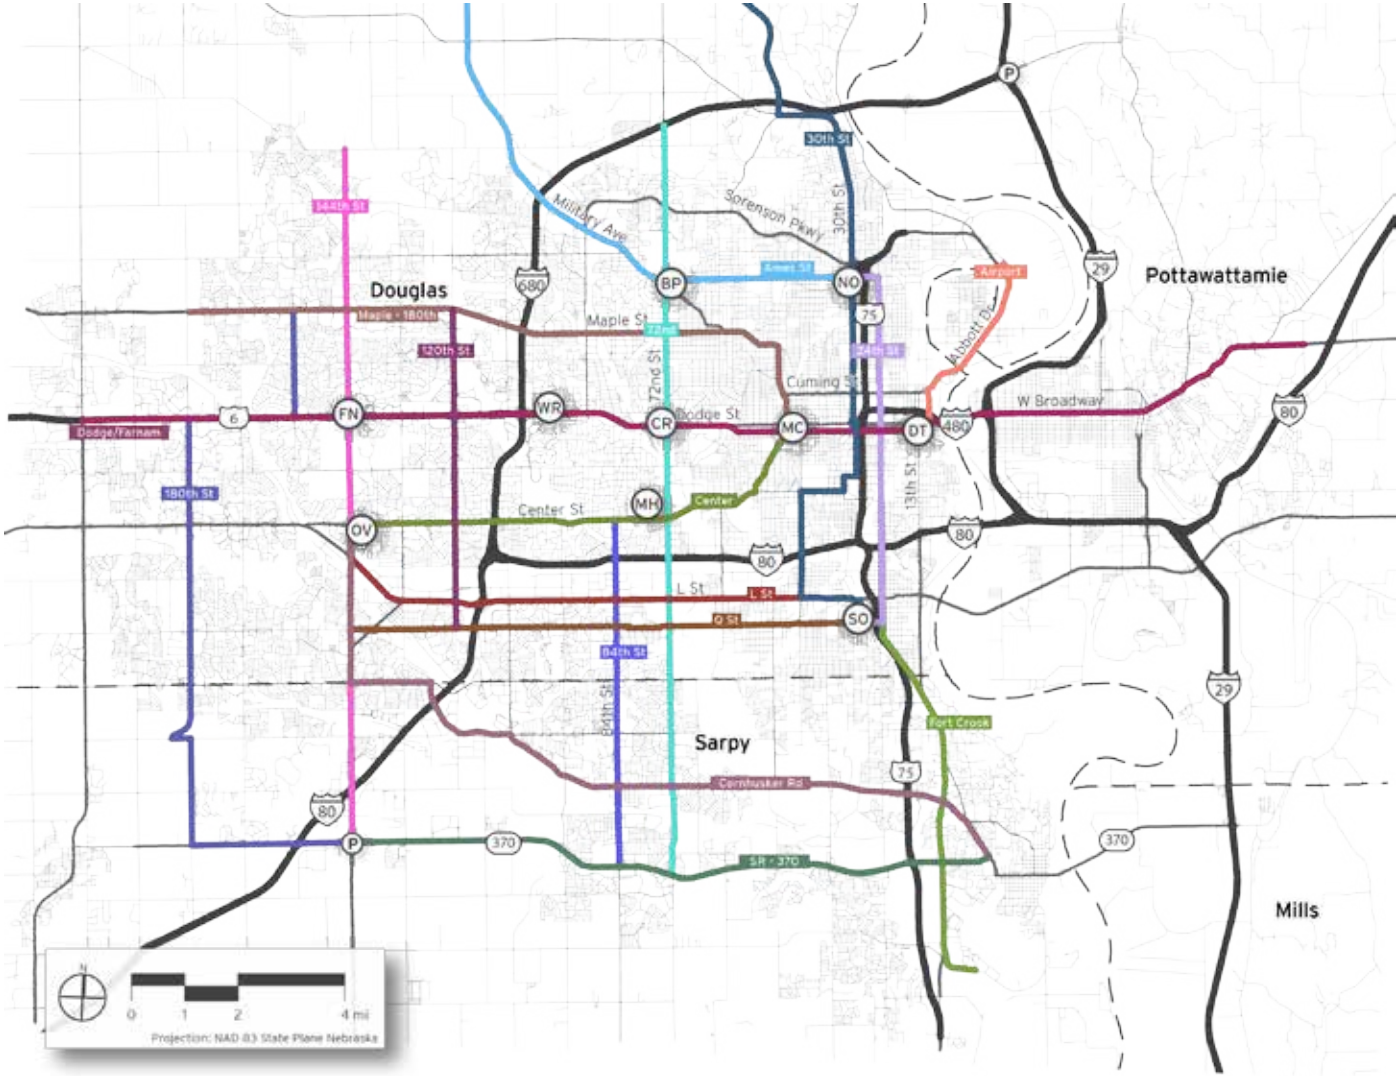 P
30th St
144th St
Military Ave
Sorenson Pkwy
30th St
680
29
Airport
Ames St
BP
NO
Pottawattamie
Douglas
75
Maple - 180th
Maple St
72nd
120th St
24th St
Abbott Dr
72nd St
Cuming St
W Broadway
80
6
FN
WR
CR
Dodge St
MC
DT
480
Dodge/Farnam
180th St
MH
Center
13th St
Center St
OV
80
80
L St
L St
Q St
SO
84th St
29
84th St
Sarpy
Fort Crook
75
Cornhusker Rd
80
P
370
SR - 370
370
Mills
N
0 1 2 4 mi
Projection: NAD 83 State Plane Nebraska